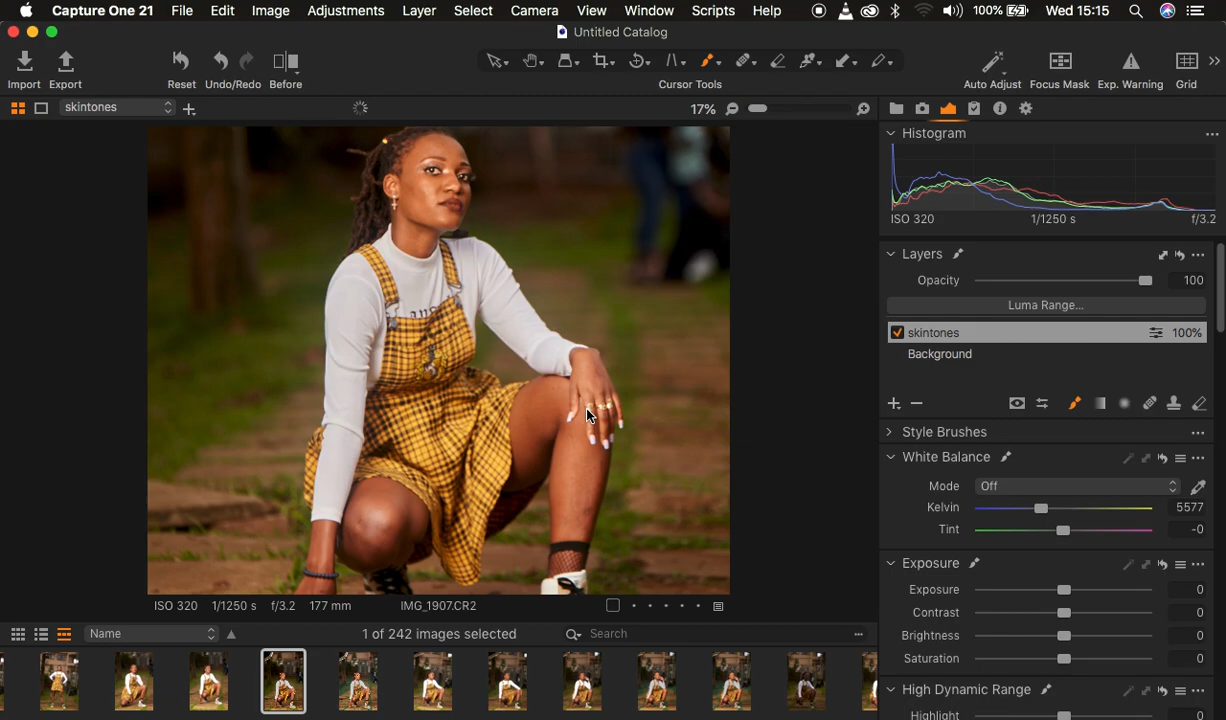 Capture One 21 File Edit Image Adjustments Layer Select Camera View Window Scripts Help 100% Wed 15:15
Untitled Catalog
Import Export Reset Undo/Redo Before Cursor Tools Auto Adjust Focus Mask Exp. Warning Grid
skintones 17%
Histogram
ISO 320 1/1250 s f/3.2
Layers
Opacity 100
Luma Range...
skintones 100%
Background
Style Brushes
White Balance
Mode Off
Kelvin 5577
Tint -0
Exposure
Exposure 0
Contrast 0
Brightness 0
Saturation 0
High Dynamic Range
Highlight 0
ISO 320 1/1250 s f/3.2 177 mm IMG_1907.CR2
Name 1 of 242 images selected Search